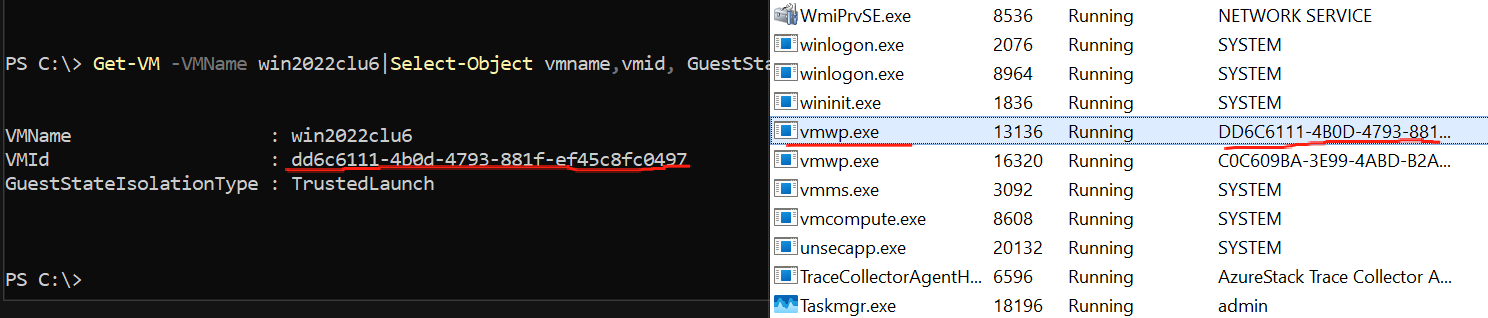 PS C:\> Get-VM -VMName win2022clu6|Select-Object vmname,vmid, GuestSta
VMName : win2022clu6
VMId : dd6c6111-4b0d-4793-881f-ef45c8fc0497
GuestStateIsolationType : TrustedLaunch
PS C:\>
WmiPrvSE.exe 8536 Running NETWORK SERVICE
winlogon.exe 2076 Running SYSTEM
winlogon.exe 8964 Running SYSTEM
wininit.exe 1836 Running SYSTEM
vmwp.exe 13136 Running DD6C6111-4B0D-4793-881...
vmwp.exe 16320 Running C0C609BA-3E99-4ABD-B2A...
vmms.exe 3092 Running SYSTEM
vmcompute.exe 8608 Running SYSTEM
unsecapp.exe 20132 Running SYSTEM
TraceCollectorAgentH... 6596 Running AzureStack Trace Collector A...
Taskmgr.exe 18196 Running admin